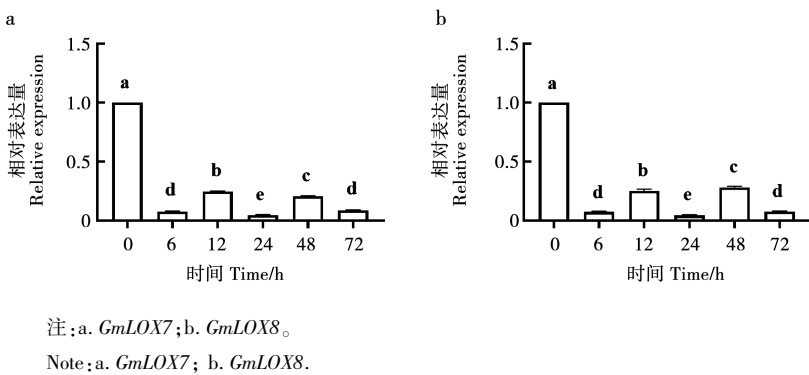 a
1.5
1.0
0.5
0
相对表达量
Relative expression
a
d
b
e
c
d
0 6 12 24 48 72
时间 Time/h
b
1.5
1.0
0.5
0
相对表达量
Relative expression
a
d
b
e
c
d
0 6 12 24 48 72
时间 Time/h
注:a. GmLOX7;b. GmLOX8。
Note:a. GmLOX7; b. GmLOX8.